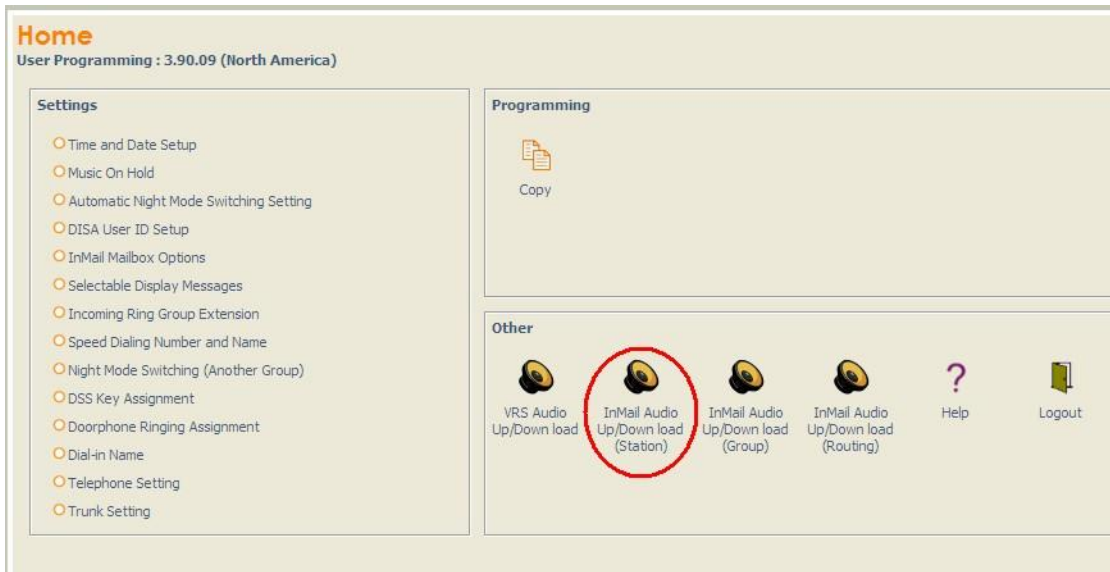 Home
User Programming : 3.90.09 (North America)
Settings
Time and Date Setup
Music On Hold
Automatic Night Mode Switching Setting
DISA User ID Setup
InMail Mailbox Options
Selectable Display Messages
Incoming Ring Group Extension
Speed Dialing Number and Name
Night Mode Switching (Another Group)
DSS Key Assignment
Doorphone Ringing Assignment
Dial-in Name
Telephone Setting
Trunk Setting
Programming
Copy
Other
VRS Audio
Up/Down load
InMail Audio
Up/Down load
(Station)
InMail Audio
Up/Down load
(Group)
InMail Audio
Up/Down load
(Routing)
Help
Logout